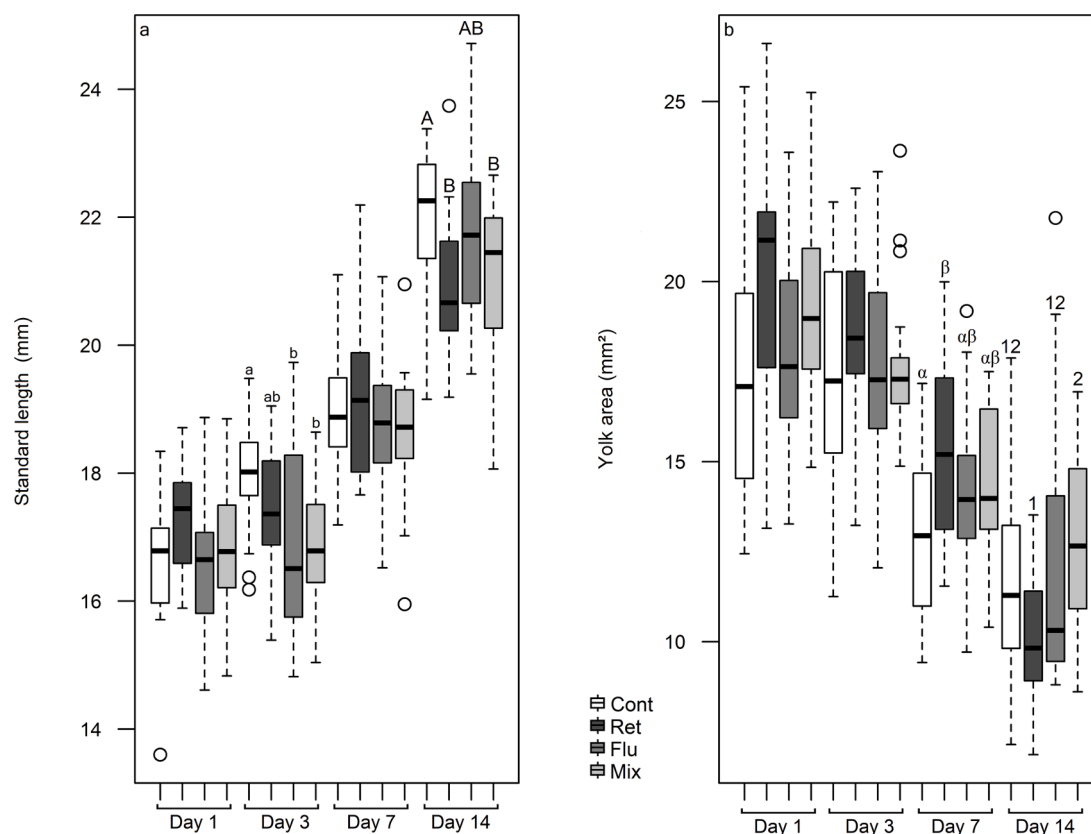 a
Standard length (mm)
24
22
20
18
16
14
a
ab
b
b
A
B
AB
B
Day 1
Day 3
Day 7
Day 14
Cont
Ret
Flu
Mix
b
Yolk area (mm²)
25
20
15
10
α
β
αβ
αβ
12
1
12
2
Day 1
Day 3
Day 7
Day 14